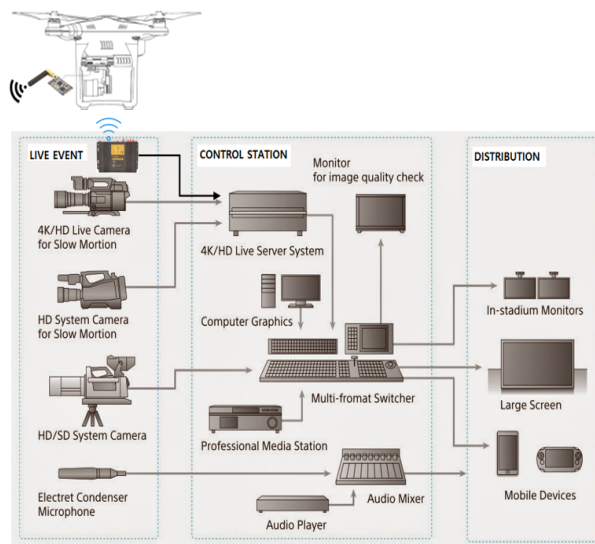 LIVE EVENT
CONTROL STATION
DISTRIBUTION
Monitor
for image quality check
4K/HD Live Camera
for Slow Mortion
4K/HD Live Server System
HD System Camera
for Slow Mortion
Computer Graphics
In-stadium Monitors
Multi-fromat Switcher
Large Screen
HD/SD System Camera
Professional Media Station
Electret Condenser
Microphone
Audio Mixer
Mobile Devices
Audio Player